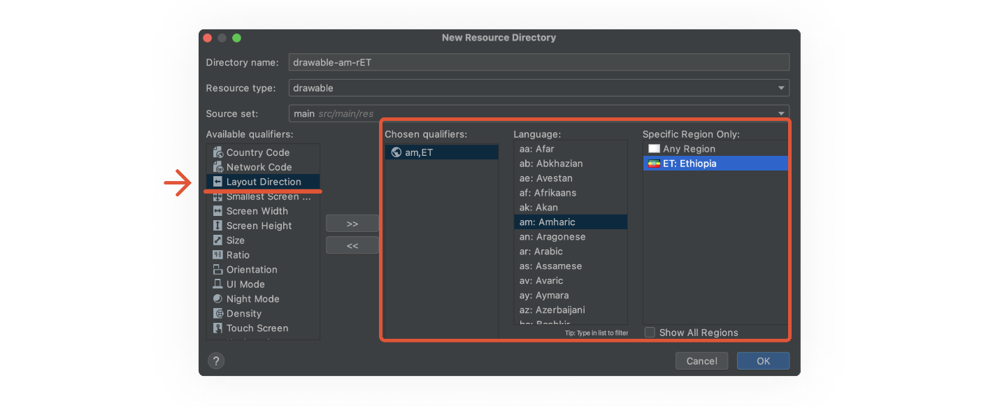 New Resource Directory
Directory name: drawable-am-rET
Resource type: drawable
Source set: main src/main/res
Available qualifiers:
Country Code
Network Code
Layout Direction
Smallest Screen ...
Screen Width
Screen Height
Size
Ratio
Orientation
UI Mode
Night Mode
Density
Touch Screen
>>
<<
Chosen qualifiers:
am,ET
Language:
aa: Afar
ab: Abkhazian
ae: Avestan
af: Afrikaans
ak: Akan
am: Amharic
an: Aragonese
ar: Arabic
as: Assamese
av: Avaric
ay: Aymara
az: Azerbaijani
ba: Bashkir
Tip: Type in list to filter
Specific Region Only:
Any Region
ET: Ethiopia
Show All Regions
?
Cancel
OK